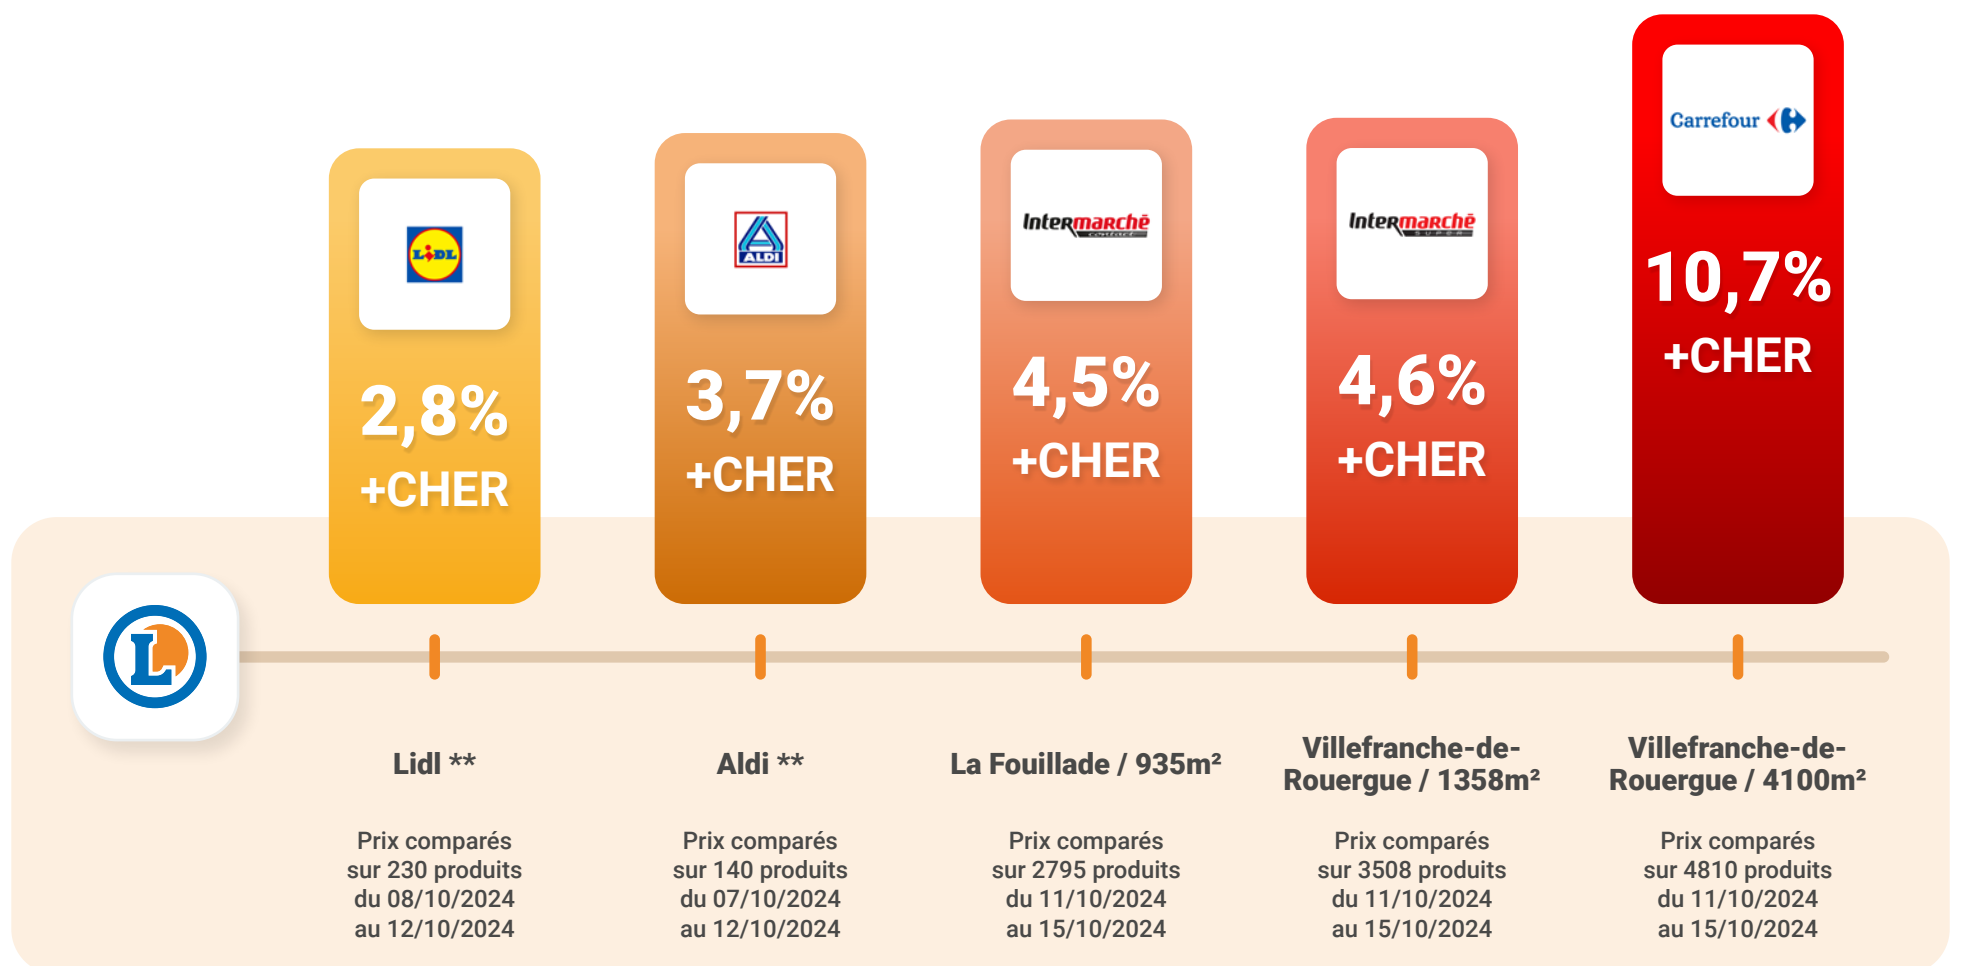 LiDL
2,8%
+CHER
ALDI
3,7%
+CHER
Intermarché
contact
4,5%
+CHER
Intermarché
SUPER
4,6%
+CHER
Carrefour
10,7%
+CHER
L
Lidl **
Prix comparés
sur 230 produits
du 08/10/2024
au 12/10/2024
Aldi **
Prix comparés
sur 140 produits
du 07/10/2024
au 12/10/2024
La Fouillade / 935m²
Prix comparés
sur 2795 produits
du 11/10/2024
au 15/10/2024
Villefranche-de-
Rouergue / 1358m²
Prix comparés
sur 3508 produits
du 11/10/2024
au 15/10/2024
Villefranche-de-
Rouergue / 4100m²
Prix comparés
sur 4810 produits
du 11/10/2024
au 15/10/2024